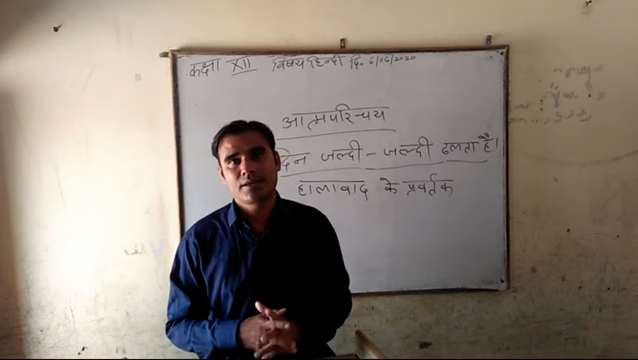 कक्षा XII विषय हिन्दी दि० 6/06/2020
आत्मपरिचय
दिन जल्दी-जल्दी ढलता है।
हालावाद के प्रवर्तक